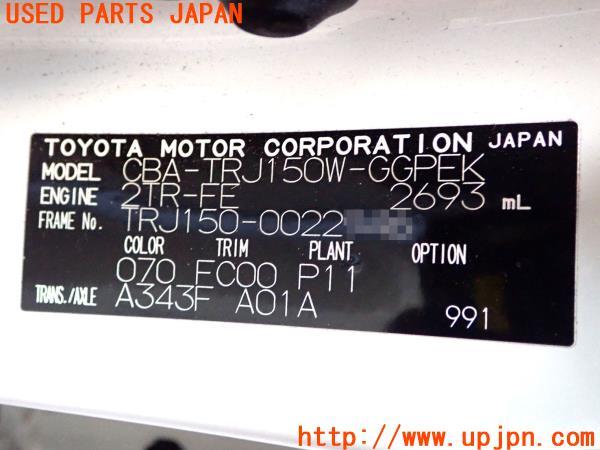 USED PARTS JAPAN
TOYOTA MOTOR CORPORATION JAPAN
MODEL CBA-TRJ150W-GGPEK
ENGINE 2TR-FE 2693 mL
FRAME No. TRJ150-0022
COLOR TRIM PLANT OPTION
070 FC00 P11
TRANS./AXLE A343F A01A
991
http://www.upjpn.com/